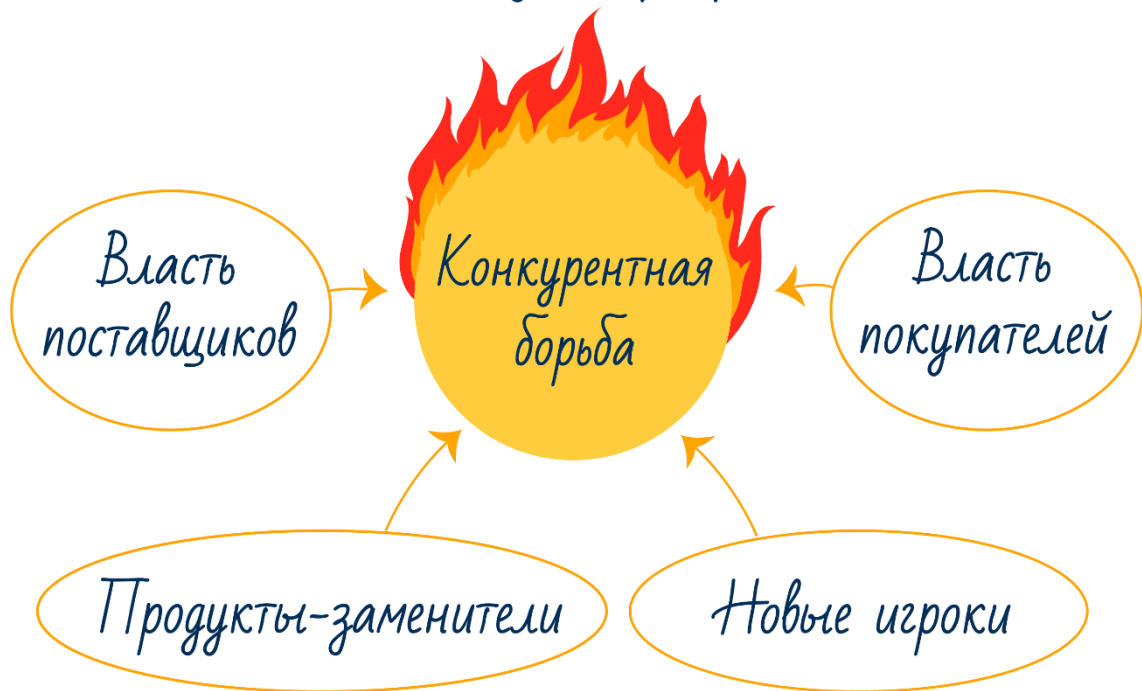 Власть
поставщиков
Конкурентная
борьба
Власть
покупателей
Продукты-заменители
Новые игроки